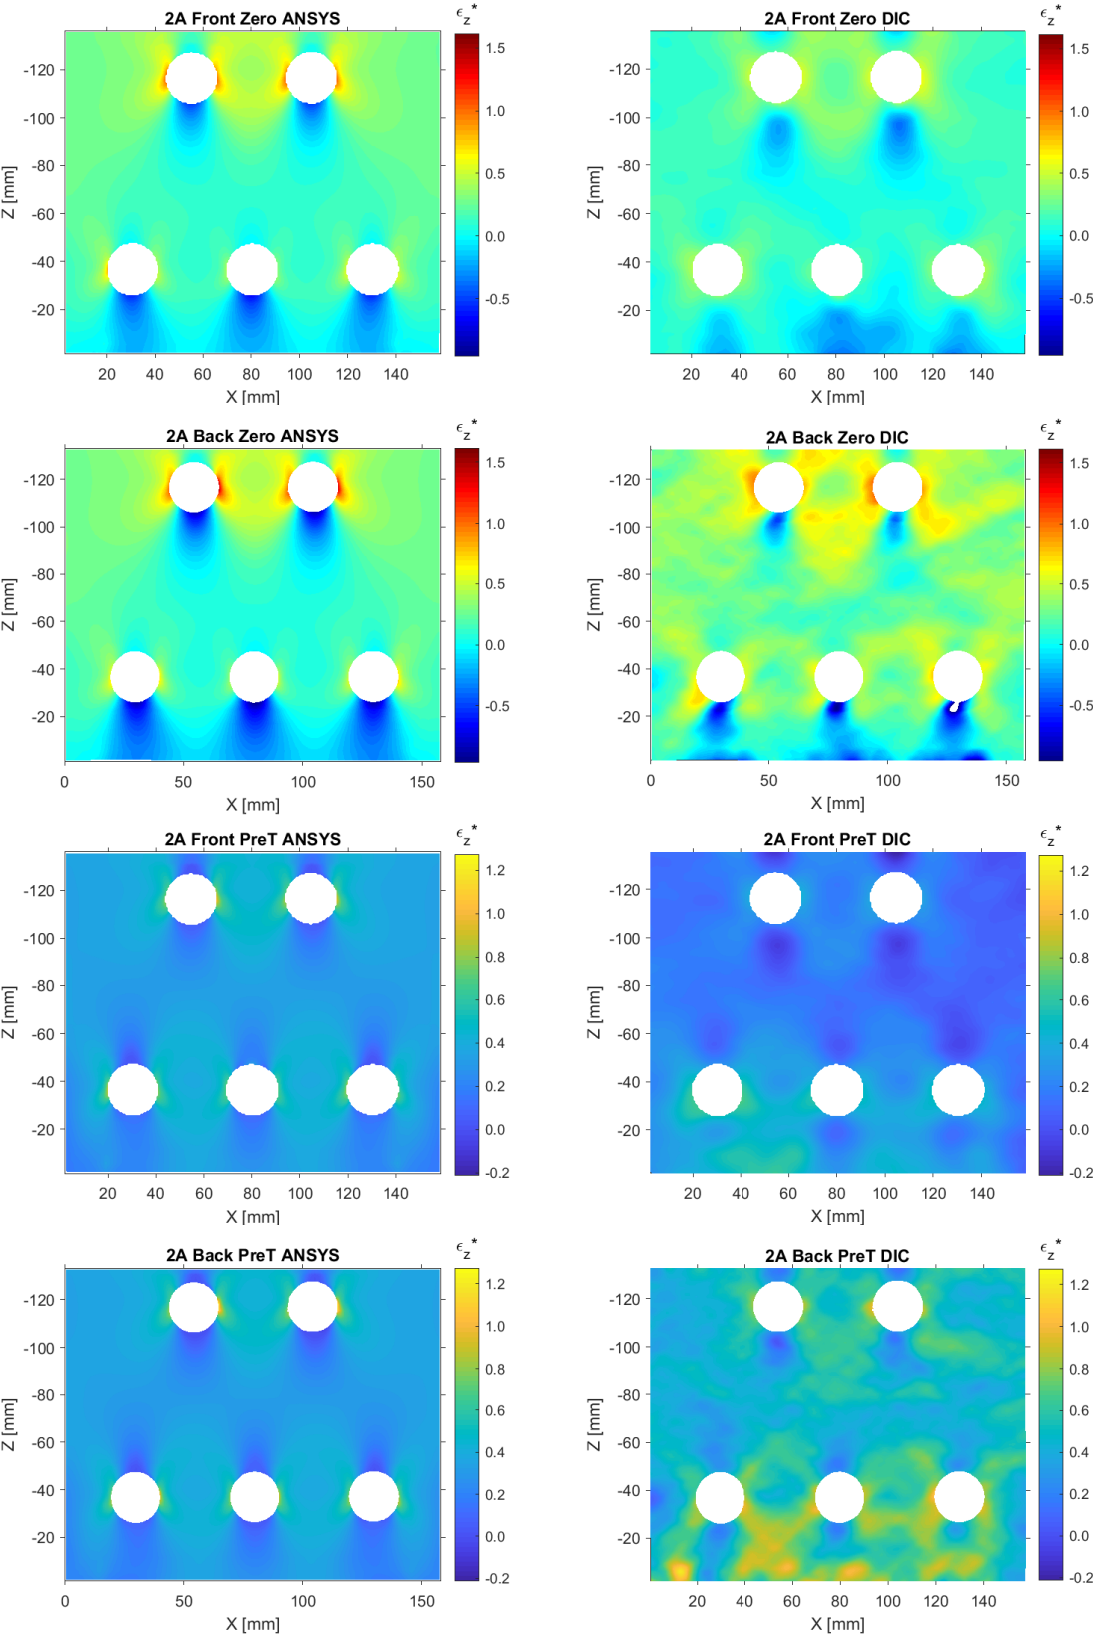 2A Front Zero ANSYS
ϵz*
Z [mm]
-120
-100
-80
-60
-40
-20
20 40 60 80 100 120 140
X [mm]
1.5
1.0
0.5
0.0
-0.5
2A Front Zero DIC
ϵz*
Z [mm]
-120
-100
-80
-60
-40
-20
20 40 60 80 100 120 140
X [mm]
1.5
1.0
0.5
0.0
-0.5
2A Back Zero ANSYS
ϵz*
Z [mm]
-120
-100
-80
-60
-40
-20
0 50 100 150
X [mm]
1.5
1.0
0.5
0.0
-0.5
2A Back Zero DIC
ϵz*
Z [mm]
-120
-100
-80
-60
-40
-20
0 50 100 150
X [mm]
1.5
1.0
0.5
0.0
-0.5
2A Front PreT ANSYS
ϵz*
Z [mm]
-120
-100
-80
-60
-40
-20
20 40 60 80 100 120 140
X [mm]
1.2
1.0
0.8
0.6
0.4
0.2
0.0
-0.2
2A Front PreT DIC
ϵz*
Z [mm]
-120
-100
-80
-60
-40
-20
20 40 60 80 100 120 140
X [mm]
1.2
1.0
0.8
0.6
0.4
0.2
0.0
-0.2
2A Back PreT ANSYS
ϵz*
Z [mm]
-120
-100
-80
-60
-40
-20
0 50 100 150
X [mm]
1.2
1.0
0.8
0.6
0.4
0.2
0.0
-0.2
2A Back PreT DIC
ϵz*
Z [mm]
-120
-100
-80
-60
-40
-20
20 40 60 80 100 120 140
X [mm]
1.2
1.0
0.8
0.6
0.4
0.2
0.0
-0.2